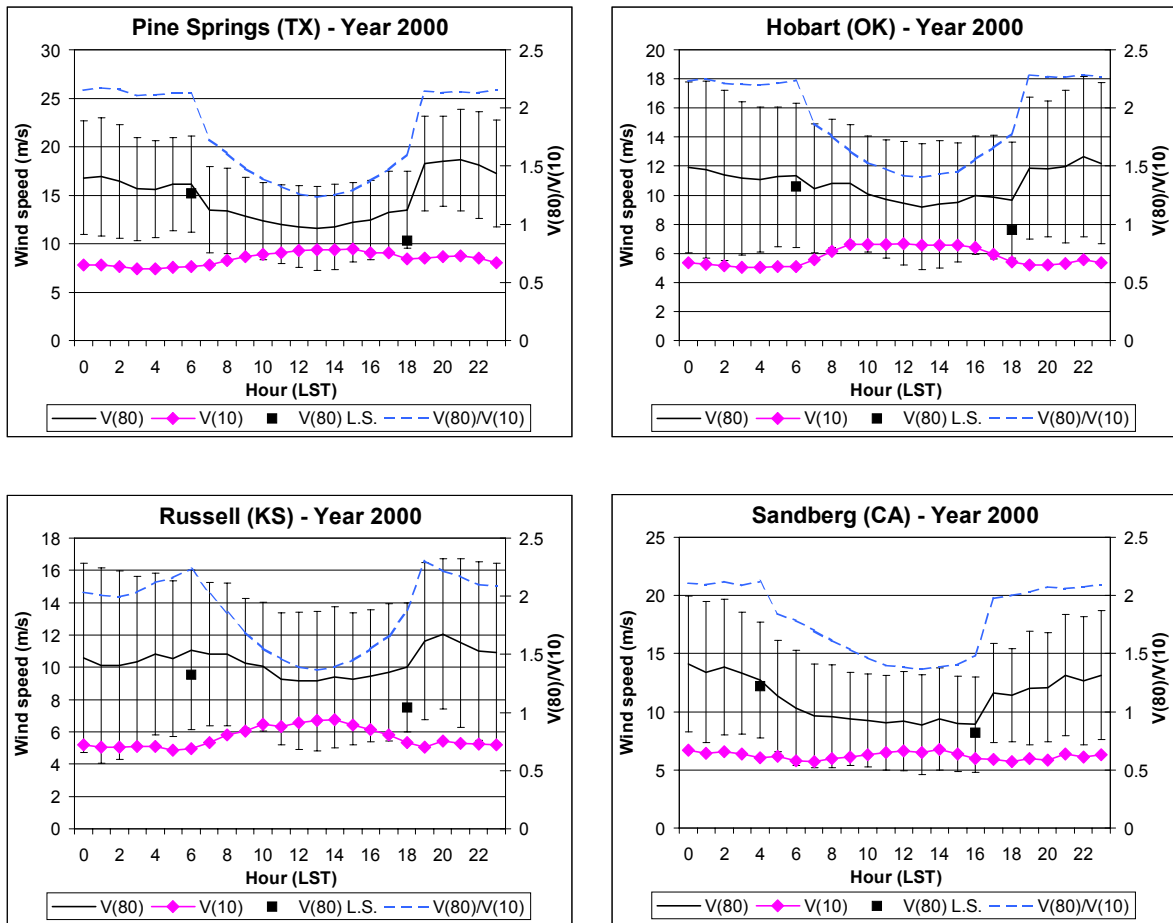 Pine Springs (TX) - Year 2000
Wind speed (m/s)
30
25
20
15
10
5
0
2.5
2
1.5
1
0.5
0
V(80)/V(10)
0 2 4 6 8 10 12 14 16 18 20 22
Hour (LST)
V(80) V(10) V(80) L.S. V(80)/V(10)
Hobart (OK) - Year 2000
Wind speed (m/s)
20
18
16
14
12
10
8
6
4
2
0
2.5
2
1.5
1
0.5
0
V(80)/V(10)
0 2 4 6 8 10 12 14 16 18 20 22
Hour (LST)
V(80) V(10) V(80) L.S. V(80)/V(10)
Russell (KS) - Year 2000
Wind speed (m/s)
18
16
14
12
10
8
6
4
2
0
2.5
2
1.5
1
0.5
0
V(80)/V(10)
0 2 4 6 8 10 12 14 16 18 20 22
Hour (LST)
V(80) V(10) V(80) L.S. V(80)/V(10)
Sandberg (CA) - Year 2000
Wind speed (m/s)
25
20
15
10
5
0
2.5
2
1.5
1
0.5
0
V(80)/V(10)
0 2 4 6 8 10 12 14 16 18 20 22
Hour (LST)
V(80) V(10) V(80) L.S. V(80)/V(10)